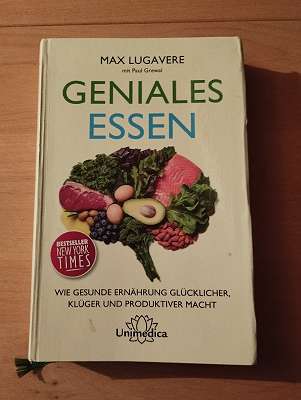 MAX LUGAVERE
mit Paul Grewal
GENIALES
ESSEN
BESTSELLER
NEW YORK
TIMES
WIE GESUNDE ERNÄHRUNG GLÜCKLICHER,
KLÜGER UND PRODUKTIVER MACHT
Unimedica